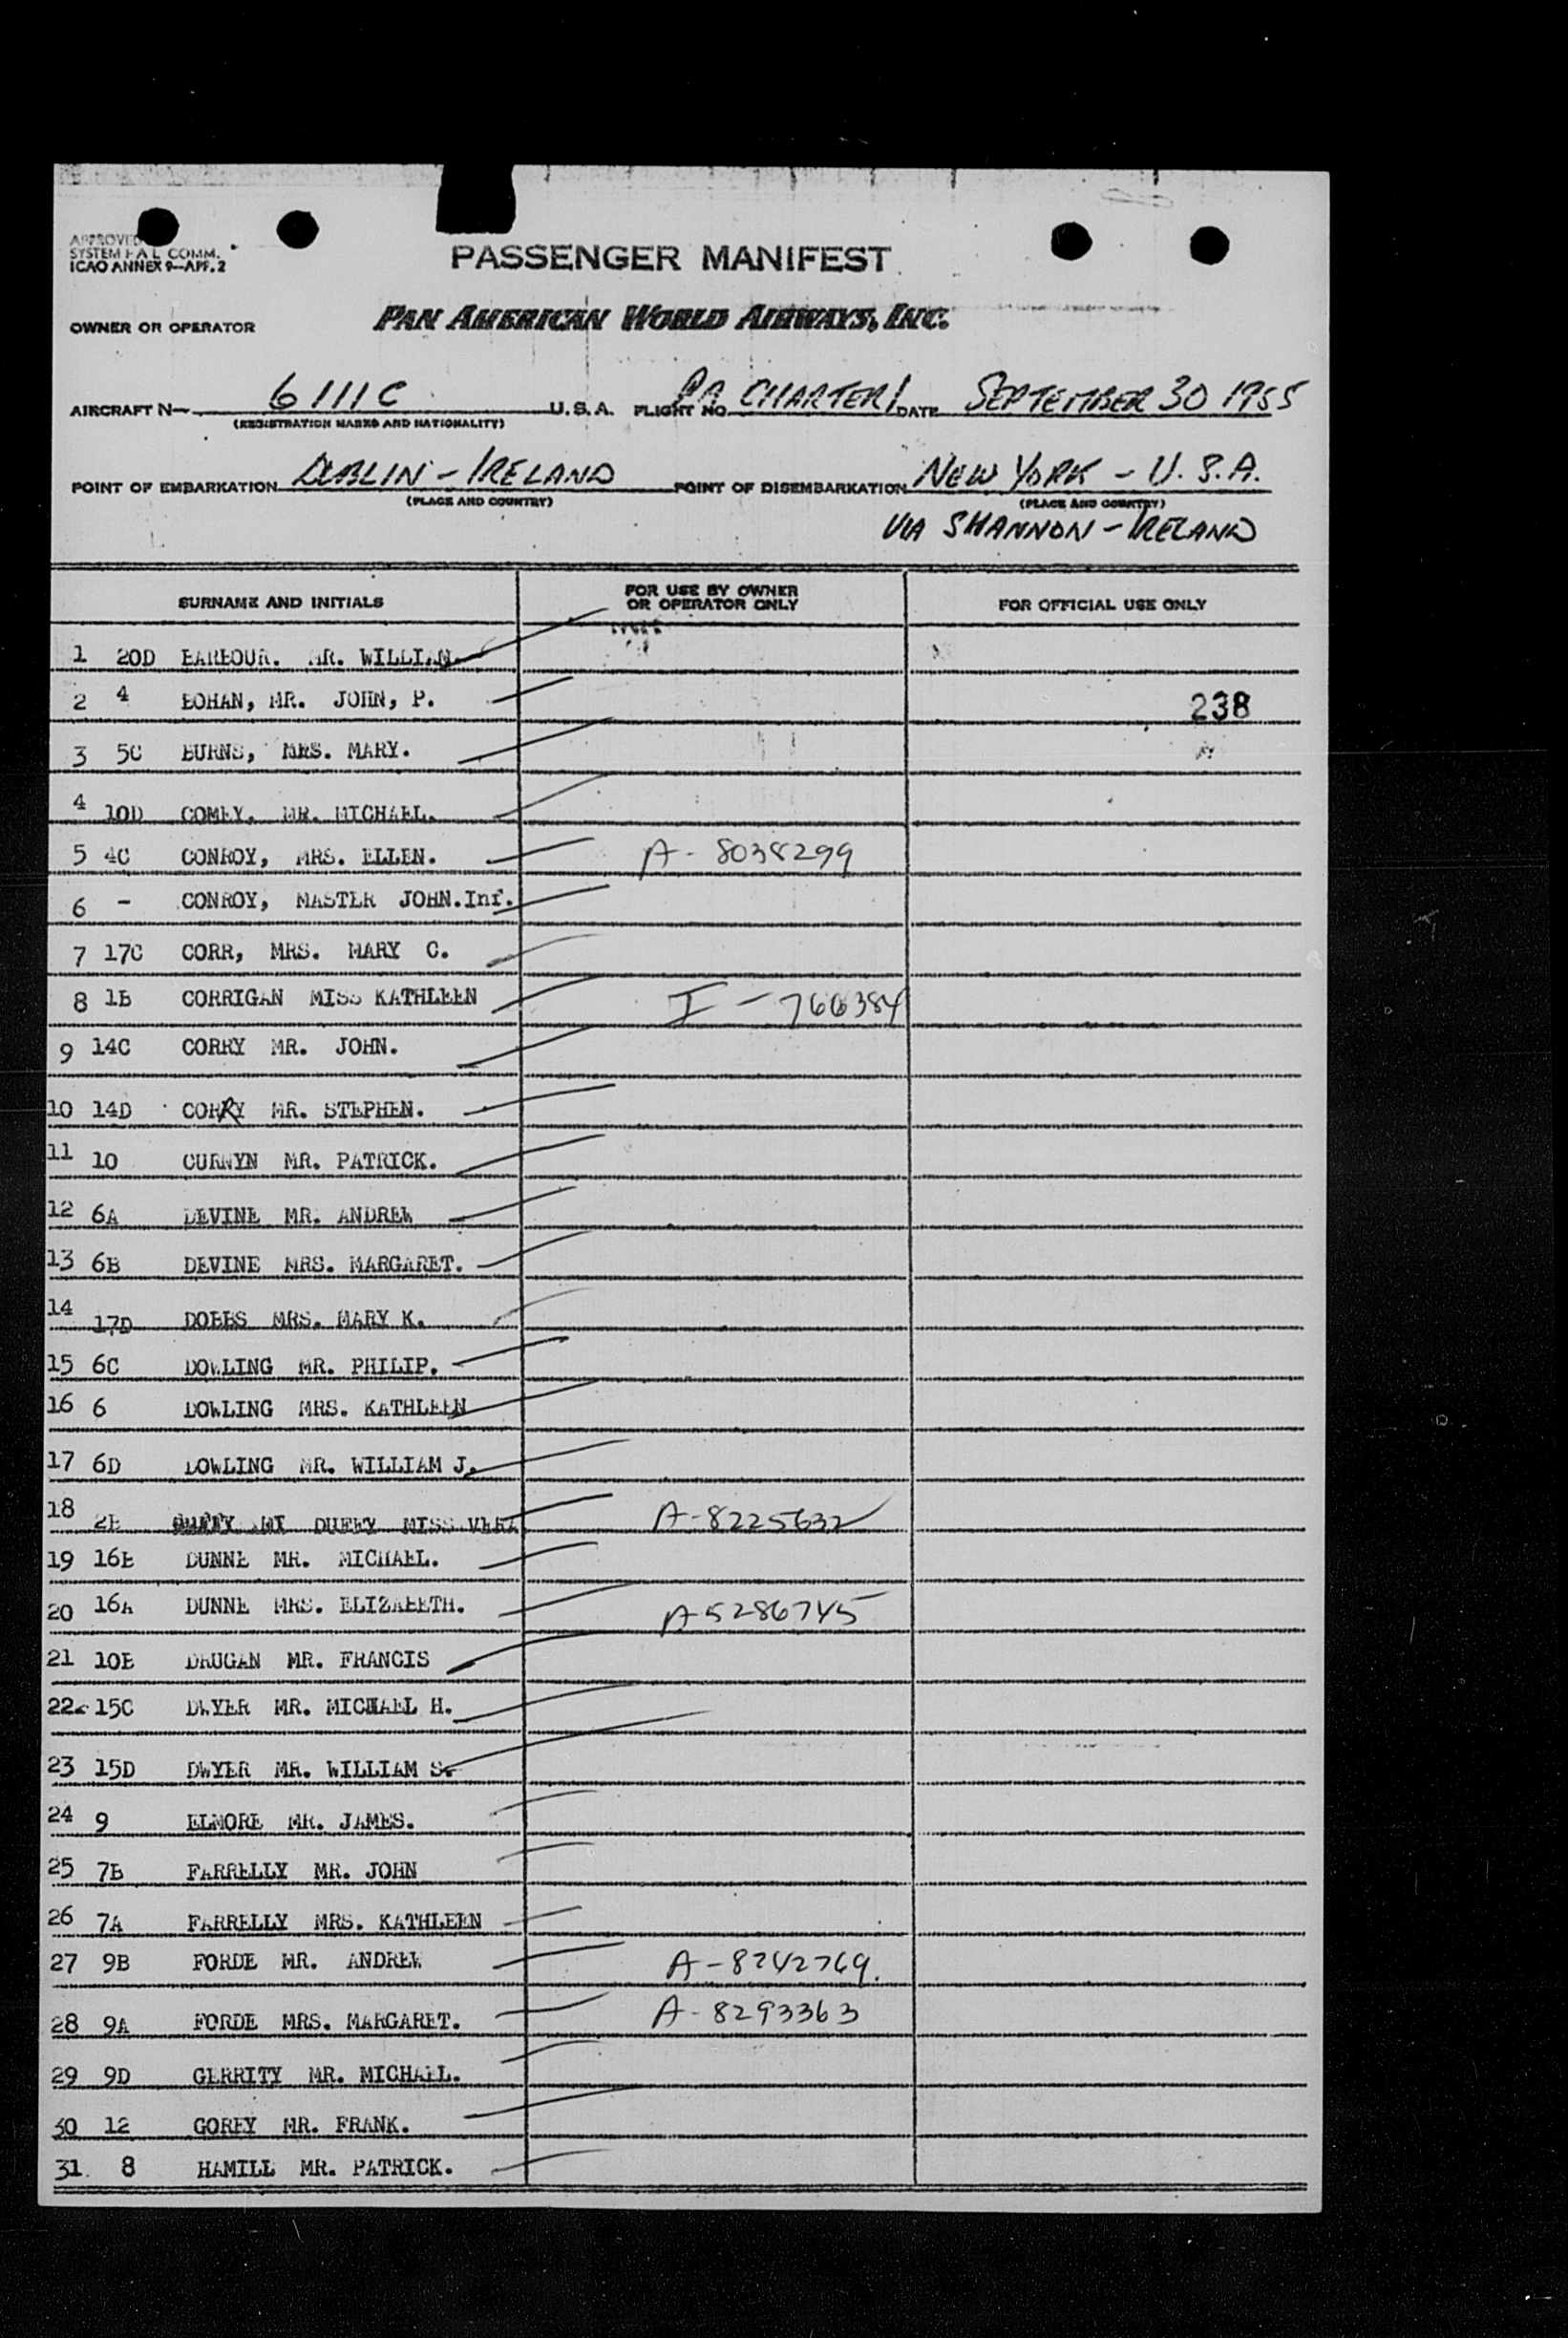 APPROVED
SYSTEM F A L COMM.
ICAO ANNEX 9—APP. 2
PASSENGER MANIFEST
OWNER OR OPERATOR PAN AMERICAN WORLD AIRWAYS, INC.
AIRCRAFT N— 6111C U.S.A. FLIGHT NO. PA CHARTER 1 DATE SEPTEMBER 30 1955
(REGISTRATION MARKS AND NATIONALITY)
POINT OF EMBARKATION DUBLIN - IRELAND POINT OF DISEMBARKATION NEW YORK - U.S.A.
(PLACE AND COUNTRY) (PLACE AND COUNTRY)
VIA SHANNON - IRELAND
SURNAME AND INITIALS FOR USE BY OWNER OR OPERATOR ONLY FOR OFFICIAL USE ONLY
1 20D BARBOUR. MR. WILLIAM.
2 4 BOHAN, MR. JOHN, P. 238
3 5C BURNS, MRS. MARY.
4 10D COMEY, MR. MICHAEL.
5 4C CONROY, MRS. ELLEN. A- 8038299
6 - CONROY, MASTER JOHN.Inf.
7 17C CORR, MRS. MARY C.
8 1B CORRIGAN MISS KATHLEEN I - 766384
9 14C CORRY MR. JOHN.
10 14D CORRY MR. STEPHEN.
11 10 CURNYN MR. PATRICK.
12 6A DEVINE MR. ANDREW
13 6B DEVINE MRS. MARGARET.
14 17D DOBBS MRS. MARY K.
15 6C DOWLING MR. PHILIP.
16 6 DOWLING MRS. KATHLEEN
17 6D DOWLING MR. WILLIAM J.
18 2B DUFFY MISS VERA A-8225632
19 16B DUNNE MR. MICHAEL.
20 16A DUNNE MRS. ELIZABETH. A5286745
21 10B DRUGAN MR. FRANCIS
22 15C DWYER MR. MICHAEL H.
23 15D DWYER MR. WILLIAM S.
24 9 ELMORE MR. JAMES.
25 7B FARRELLY MR. JOHN
26 7A FARRELLY MRS. KATHLEEN
27 9B FORDE MR. ANDREW A-8242769.
28 9A FORDE MRS. MARGARET. A-8293363
29 9D GERRITY MR. MICHAEL.
30 12 GOREY MR. FRANK.
31. 8 HAMILL MR. PATRICK.